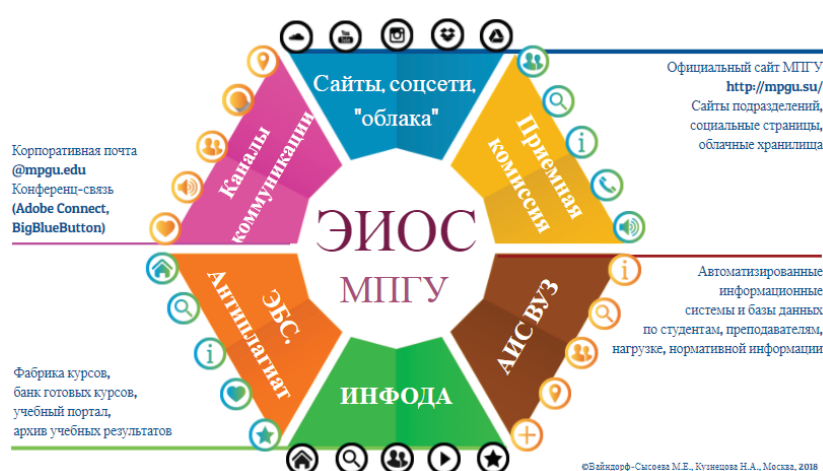 You
Tube
Сайты, соцсети,
"облака"
Официальный сайт МПГУ
http://mpgu.su/
Сайты подразделений,
социальные страницы,
облачные хранилища
Приемная
комиссия
Каналы
коммуникации
Корпоративная почта
@mpgu.edu
Конференц-связь
(Adobe Connect,
BigBlueButton)
ЭИОС
МПГУ
Автоматизированные
информационные
системы и базы данных
по студентам, преподавателям,
нагрузке, нормативной информации
ЭБС.
Антиплагиат
АИС ВУЗ
ИНФОДА
Фабрика курсов,
банк готовых курсов,
учебный портал,
архив учебных результатов
©Вайндорф-Сысоева М.Е., Кузнецов Н.А., Москва, 2018